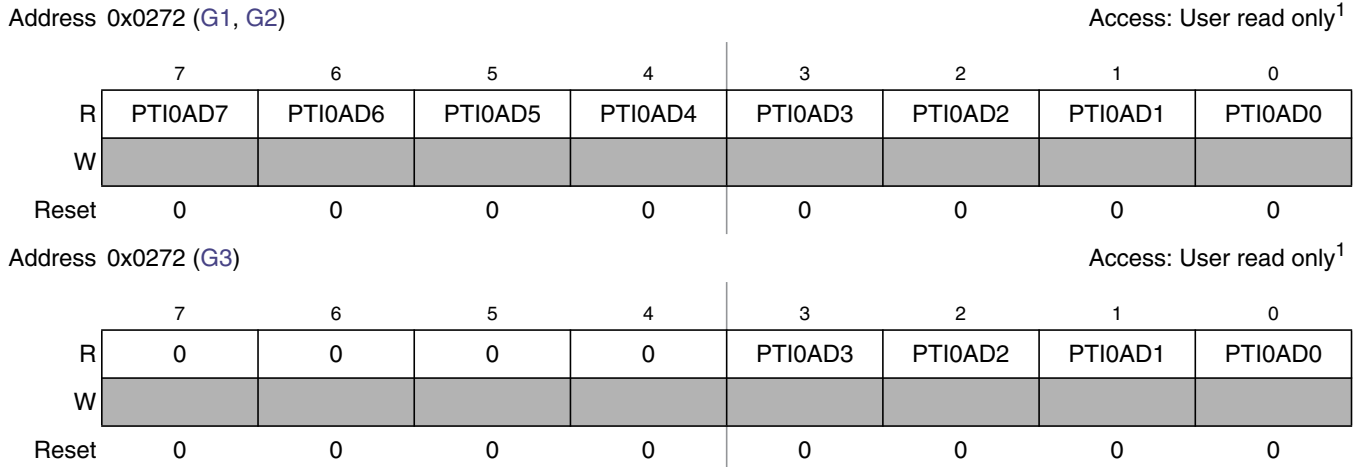 Address 0x0272 (G1, G2) Access: User read only1
7 6 5 4 3 2 1 0
R PTI0AD7 PTI0AD6 PTI0AD5 PTI0AD4 PTI0AD3 PTI0AD2 PTI0AD1 PTI0AD0
W
Reset 0 0 0 0 0 0 0 0
Address 0x0272 (G3) Access: User read only1
7 6 5 4 3 2 1 0
R 0 0 0 0 PTI0AD3 PTI0AD2 PTI0AD1 PTI0AD0
W
Reset 0 0 0 0 0 0 0 0